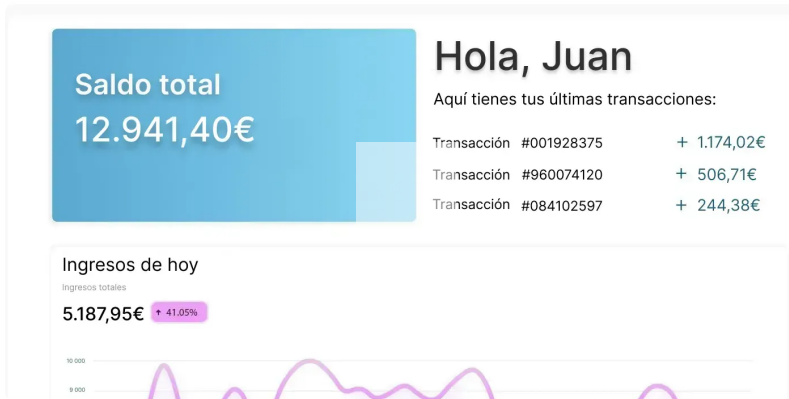 Saldo total
12.941,40€
Hola, Juan
Aquí tienes tus últimas transacciones:
Transacción #001928375 + 1.174,02€
Transacción #960074120 + 506,71€
Transacción #084102597 + 244,38€
Ingresos de hoy
Ingresos totales
5.187,95€ ↑ 41.05%
10 000
9 000